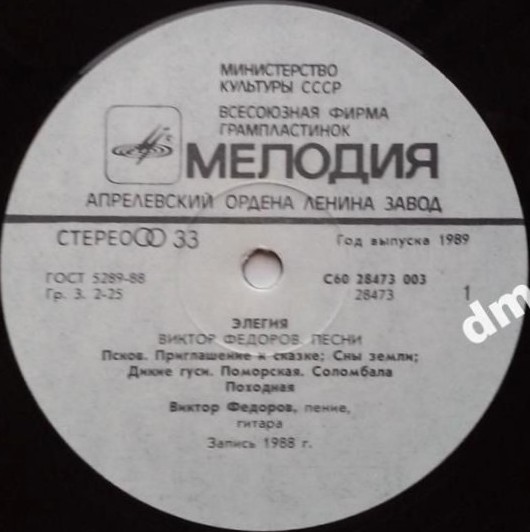 МИНИСТЕРСТВО
КУЛЬТУРЫ СССР
ВСЕСОЮЗНАЯ ФИРМА
ГРАМПЛАСТИНОК
МЕЛОДИЯ
АПРЕЛЕВСКИЙ ОРДЕНА ЛЕНИНА ЗАВОД
СТЕРЕО 33
Год выпуска 1989
ГОСТ 5289-88
С60 28473 003
Гр. 3. 2-25
28473
1
ЭЛЕГИЯ
ВИКТОР ФЕДОРОВ. ПЕСНИ
Псков. Приглашение к сказке; Сны земли;
Дикие гуси. Поморская. Соломбала
Походная
Виктор Федоров, пение,
гитара
Запись 1988 г.
dm